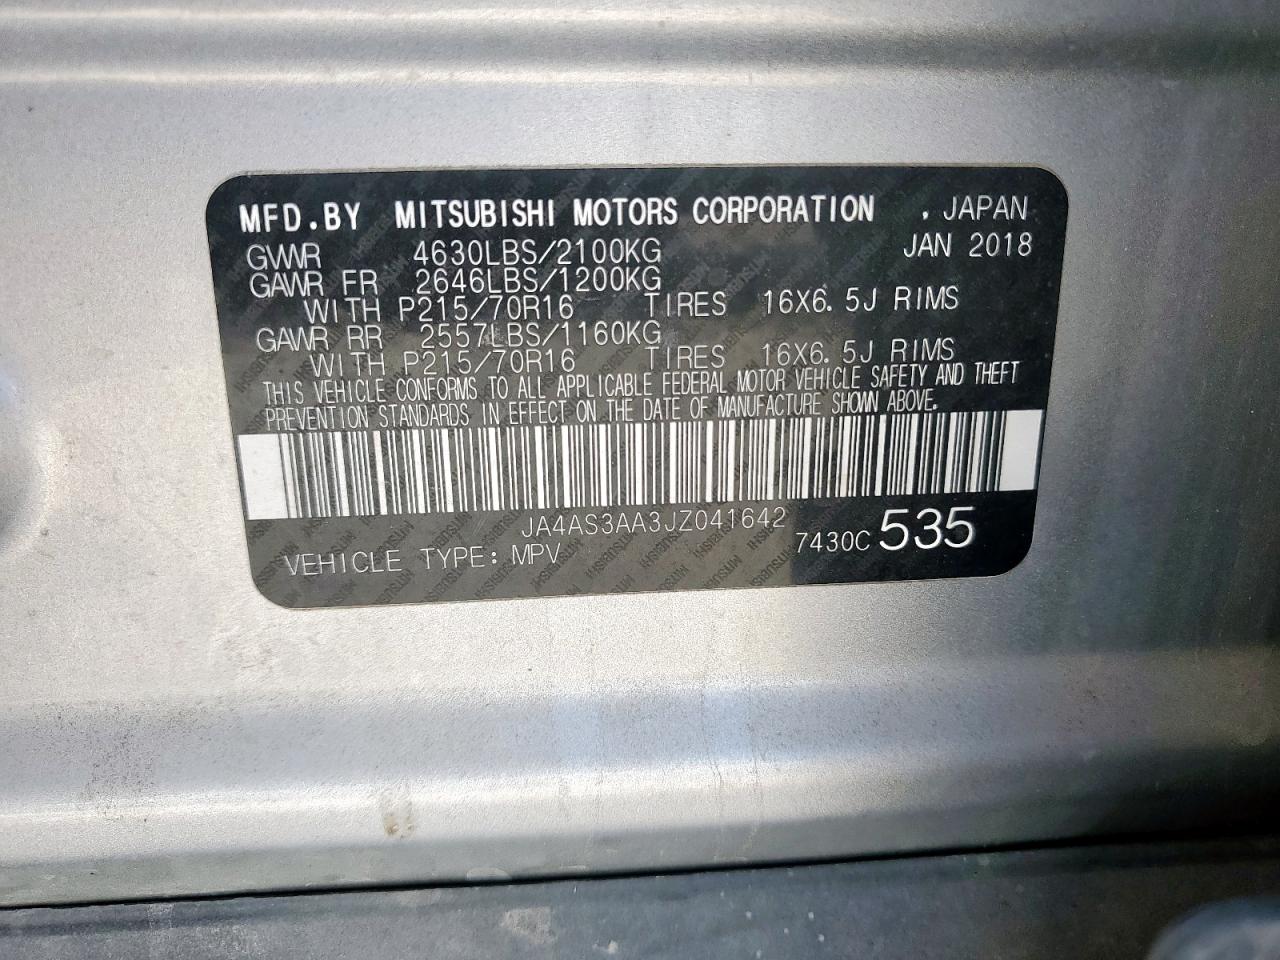 MFD.BY MITSUBISHI MOTORS CORPORATION . JAPAN
GVWR 4630LBS/2100KG JAN 2018
GAWR FR 2646LBS/1200KG
WITH P215/70R16 TIRES 16X6.5J RIMS
GAWR RR 2557LBS/1160KG
WITH P215/70R16 TIRES 16X6.5J RIMS
THIS VEHICLE CONFORMS TO ALL APPLICABLE FEDERAL MOTOR VEHICLE SAFETY AND THEFT
PREVENTION STANDARDS IN EFFECT ON THE DATE OF MANUFACTURE SHOWN ABOVE.
JA4AS3AA3JZ041642
VEHICLE TYPE: MPV 7430C 535